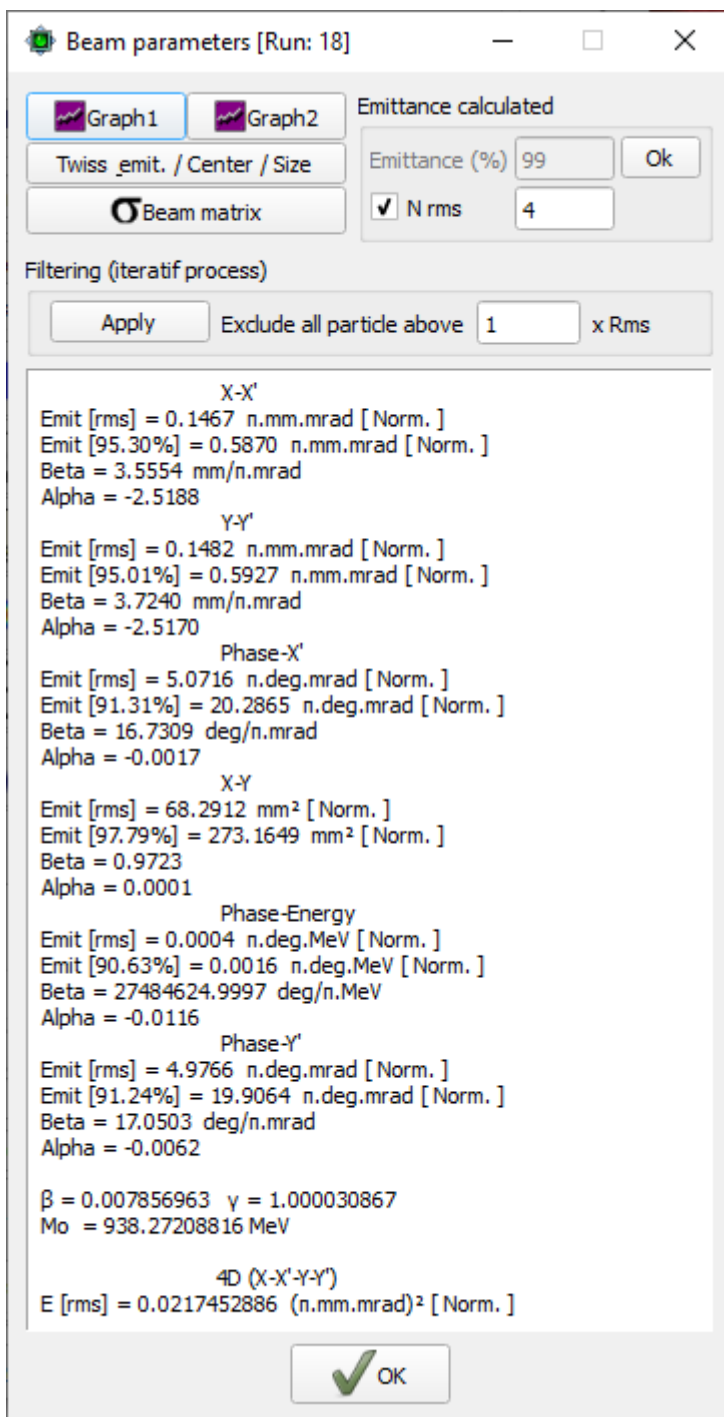 Beam parameters [Run: 18]
Graph1
Graph2
Emittance calculated
Twiss emit. / Center / Size
Emittance (%) 99 Ok
σ Beam matrix
N rms 4
Filtering (iteratif process)
Apply Exclude all particle above 1 x Rms
X-X'
Emit [rms] = 0.1467 π.mm.mrad [ Norm. ]
Emit [95.30%] = 0.5870 π.mm.mrad [ Norm. ]
Beta = 3.5554 mm/π.mrad
Alpha = -2.5188
Y-Y'
Emit [rms] = 0.1482 π.mm.mrad [ Norm. ]
Emit [95.01%] = 0.5927 π.mm.mrad [ Norm. ]
Beta = 3.7240 mm/π.mrad
Alpha = -2.5170
Phase-X'
Emit [rms] = 5.0716 π.deg.mrad [ Norm. ]
Emit [91.31%] = 20.2865 π.deg.mrad [ Norm. ]
Beta = 16.7309 deg/π.mrad
Alpha = -0.0017
X-Y
Emit [rms] = 68.2912 mm² [ Norm. ]
Emit [97.79%] = 273.1649 mm² [ Norm. ]
Beta = 0.9723
Alpha = 0.0001
Phase-Energy
Emit [rms] = 0.0004 π.deg.MeV [ Norm. ]
Emit [90.63%] = 0.0016 π.deg.MeV [ Norm. ]
Beta = 27484624.9997 deg/π.MeV
Alpha = -0.0116
Phase-Y'
Emit [rms] = 4.9766 π.deg.mrad [ Norm. ]
Emit [91.24%] = 19.9064 π.deg.mrad [ Norm. ]
Beta = 17.0503 deg/π.mrad
Alpha = -0.0062
β = 0.007856963 γ = 1.000030867
Mo = 938.27208816 MeV
4D (X-X'-Y-Y')
E [rms] = 0.0217452886 (π.mm.mrad)² [ Norm. ]
OK